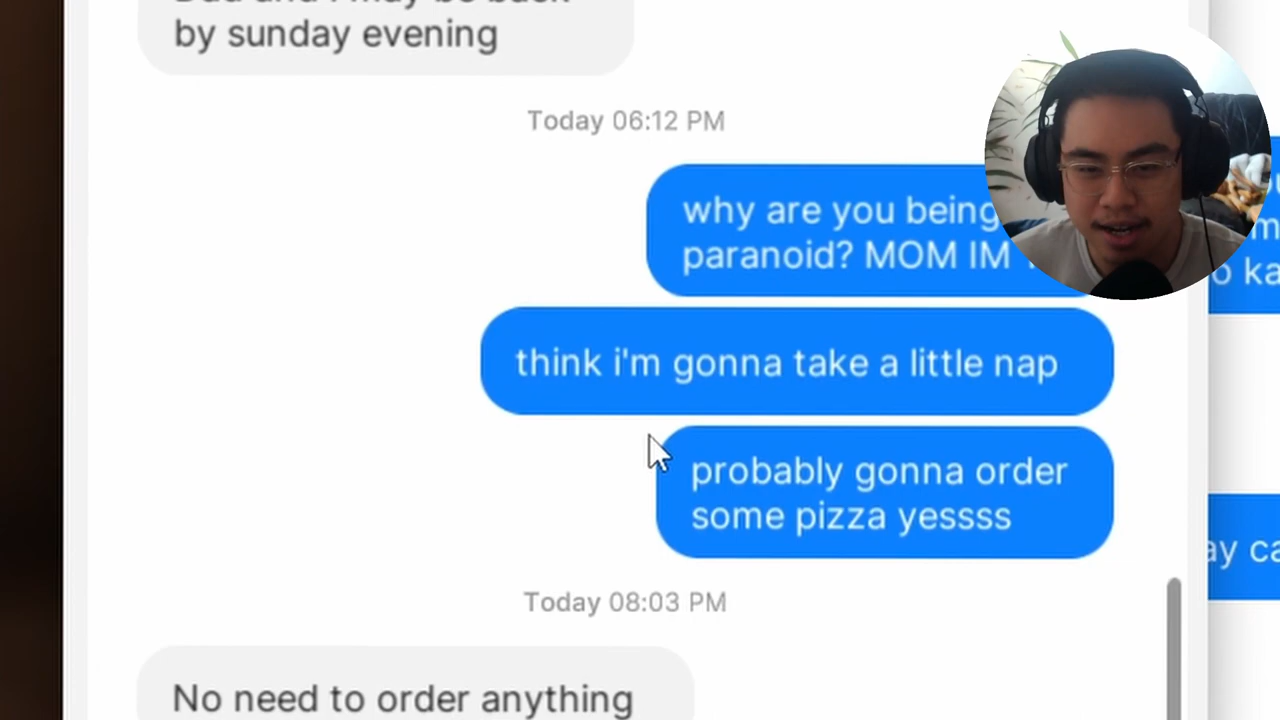 by sunday evening
Today 06:12 PM
why are you being
paranoid? MOM IM
think i'm gonna take a little nap
probably gonna order
some pizza yessss
Today 08:03 PM
No need to order anything